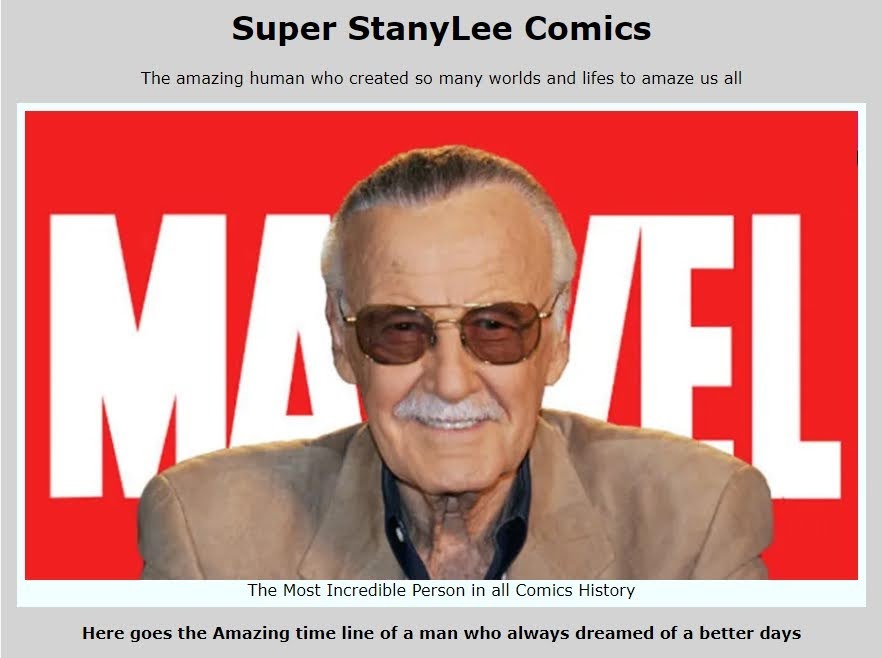 Super StanyLee Comics
The amazing human who created so many worlds and lifes to amaze us all
MA VEL
The Most Incredible Person in all Comics History
Here goes the Amazing time line of a man who always dreamed of a better days